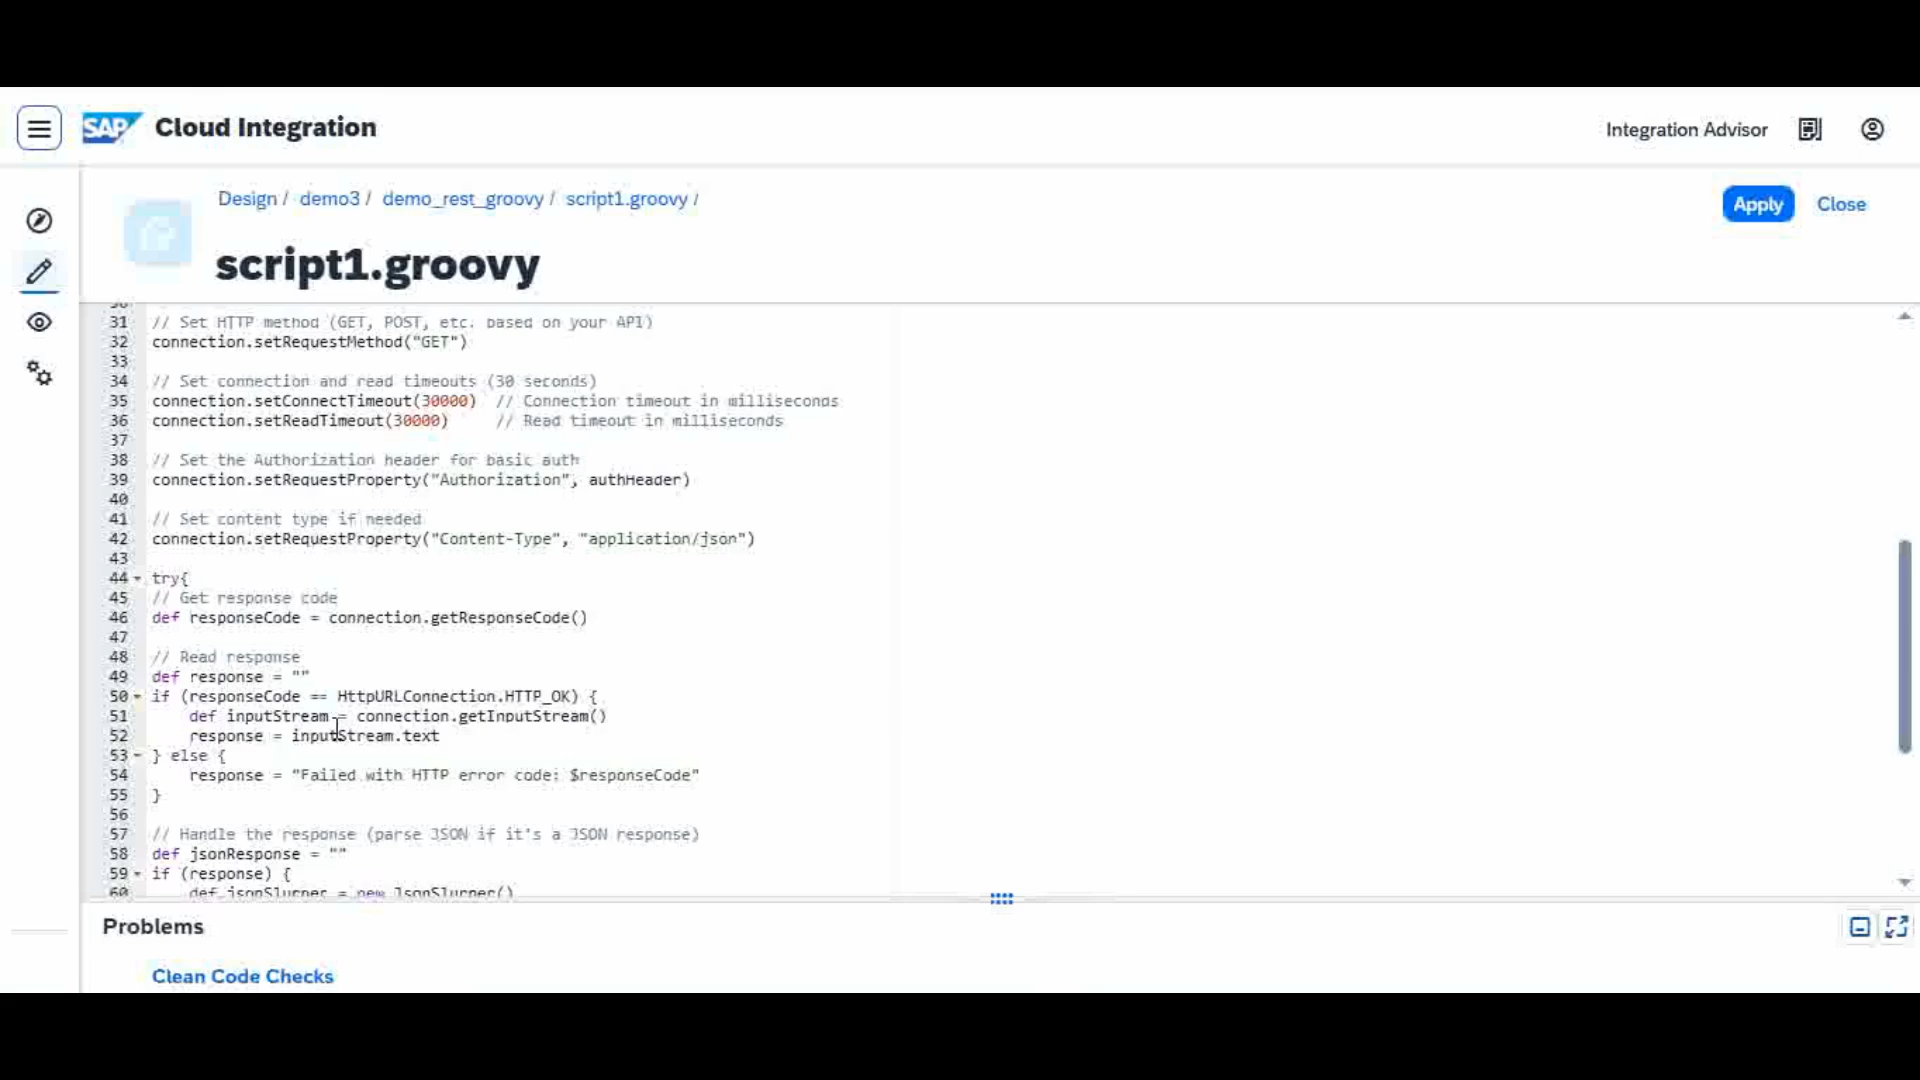 SAP Cloud Integration
Integration Advisor
Design / demo3 / demo_rest_groovy / script1.groovy /
Apply Close
script1.groovy
30
31 // Set HTTP method (GET, POST, etc. based on your API)
32 connection.setRequestMethod("GET")
33
34 // Set connection and read timeouts (30 seconds)
35 connection.setConnectTimeout(30000) // Connection timeout in milliseconds
36 connection.setReadTimeout(30000) // Read timeout in milliseconds
37
38 // Set the Authorization header for basic auth
39 connection.setRequestProperty("Authorization", authHeader)
40
41 // Set content type if needed
42 connection.setRequestProperty("Content-Type", "application/json")
43
44 try{
45 // Get response code
46 def responseCode = connection.getResponseCode()
47
48 // Read response
49 def response = ""
50 if (responseCode == HttpURLConnection.HTTP_OK) {
51 def inputStream = connection.getInputStream()
52 response = inputStream.text
53 } else {
54 response = "Failed with HTTP error code: $responseCode"
55 }
56
57 // Handle the response (parse JSON if it's a JSON response)
58 def jsonResponse = ""
59 if (response) {
60 def jsonSlurper = new JsonSlurper()
Problems
Clean Code Checks